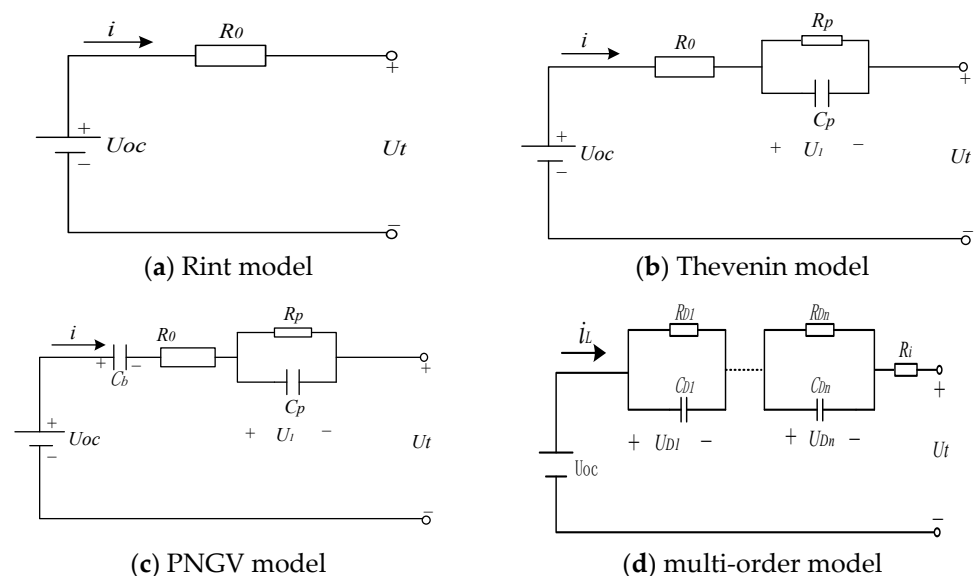 i
R0
+
+
−
Uoc
Ut
−
(a) Rint model
i
R0
Rp
Cp
+ U1 −
+
+
−
Uoc
Ut
−
(b) Thevenin model
i
+ Cb −
R0
Rp
Cp
+ U1 −
+
+
−
Uoc
Ut
−
(c) PNGV model
iL
RD1
RDn
Ri
CD1
CDn
+
+ UD1 −
+ UDn −
Uoc
Ut
−
(d) multi-order model